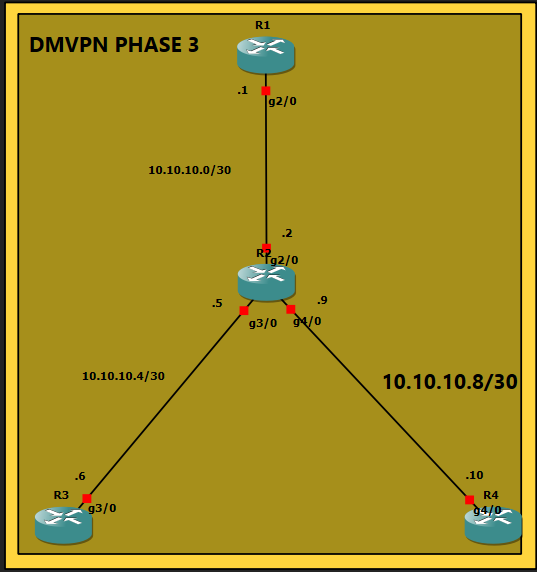 R1
DMVPN PHASE 3
.1
g2/0
10.10.10.0/30
.2
R2
g2/0
.5
.9
g3/0
g4/0
10.10.10.4/30
10.10.10.8/30
.6
.10
R3
R4
g3/0
g4/0